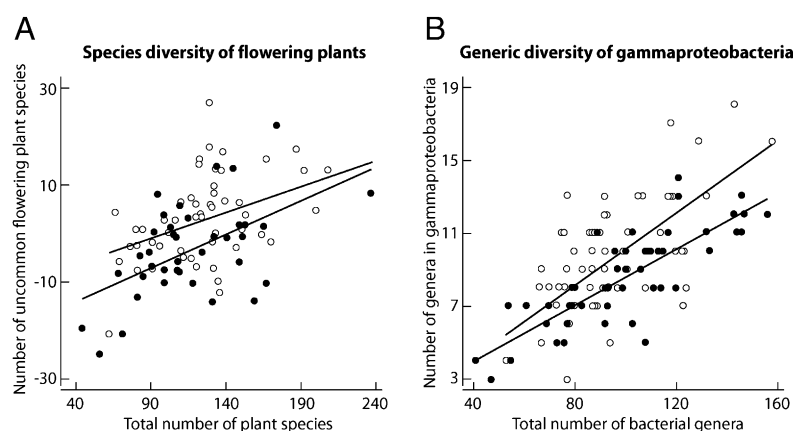 A
Species diversity of flowering plants
Number of uncommon flowering plant species
30
10
-10
-30
40 90 140 190 240
Total number of plant species
B
Generic diversity of gammaproteobacteria
Number of genera in gammaproteobacteria
19
15
11
7
3
40 80 120 160
Total number of bacterial genera